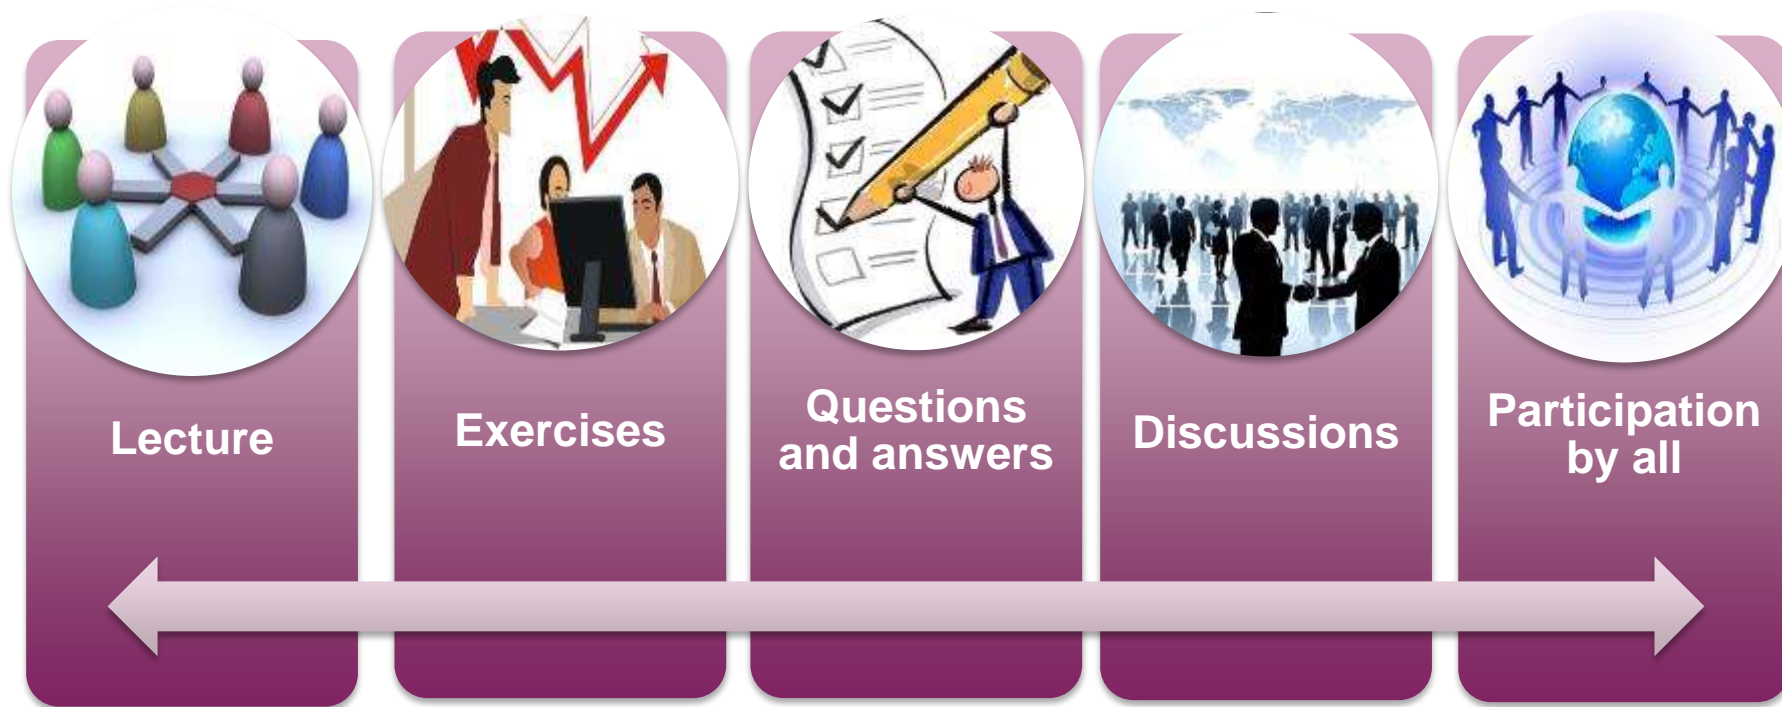 Lecture
Exercises
Questions
and answers
Discussions
Participation
by all